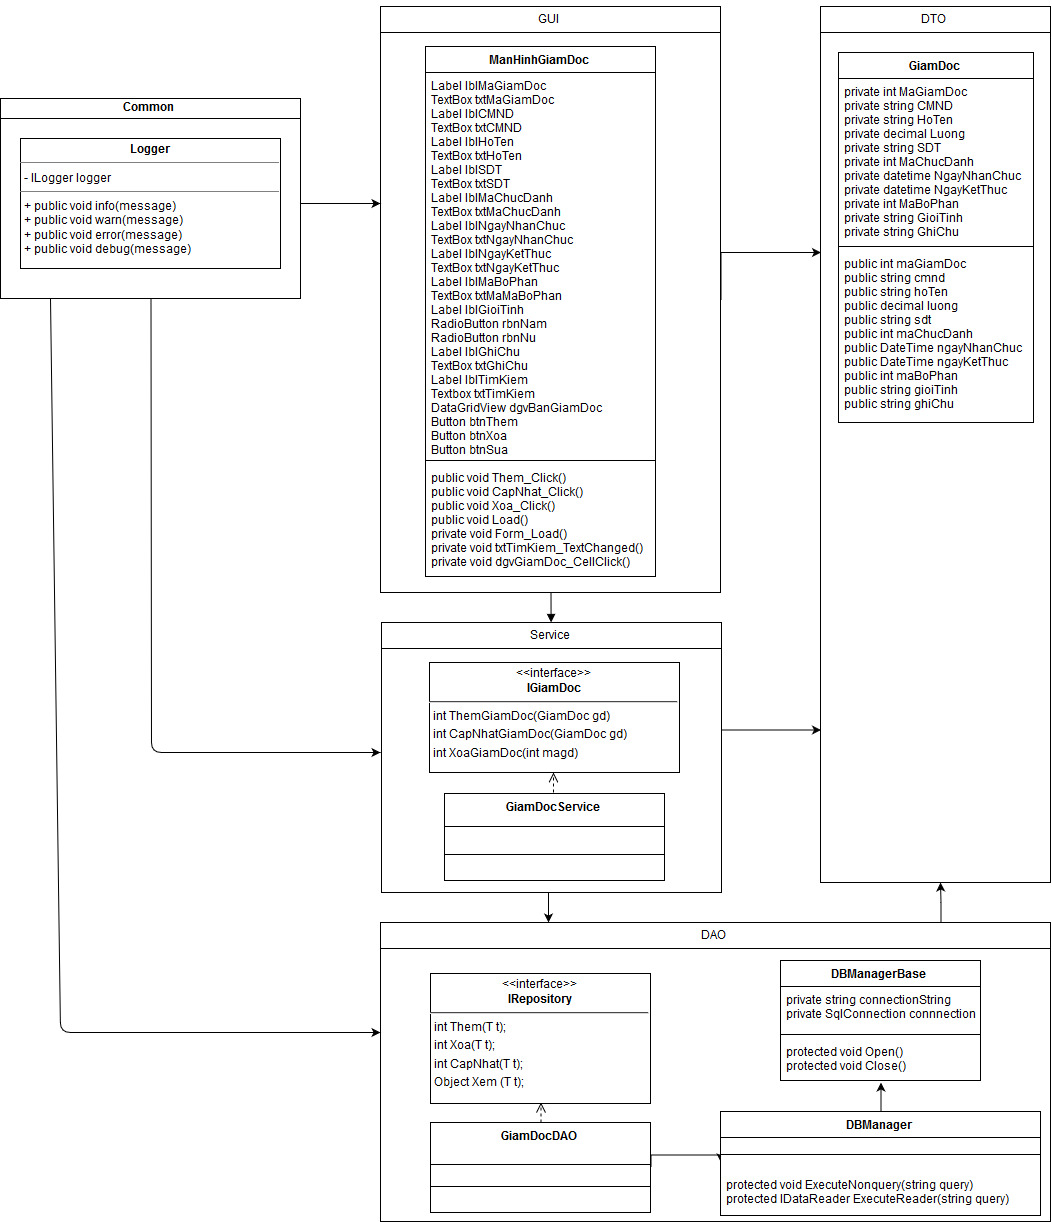 GUI
ManHinhGiamDoc
Label lblMaGiamDoc
TextBox txtMaGiamDoc
Label lblCMND
TextBox txtCMND
Label lblHoTen
TextBox txtHoTen
Label lblSDT
TextBox txtSDT
Label lblMaChucDanh
TextBox txtMaChucDanh
Label lblNgayNhanChuc
TextBox txtNgayNhanChuc
Label lblNgayKetThuc
TextBox txtNgayKetThuc
Label lblMaBoPhan
TextBox txtMaMaBoPhan
Label lblGioiTinh
RadioButton rbnNam
RadioButton rbnNu
Label lblGhiChu
TextBox txtGhiChu
Label lblTimKiem
Textbox txtTimKiem
DataGridView dgvBanGiamDoc
Button btnThem
Button btnXoa
Button btnSua
public void Them_Click()
public void CapNhat_Click()
public void Xoa_Click()
public void Load()
private void Form_Load()
private void txtTimKiem_TextChanged()
private void dgvGiamDoc_CellClick()
DTO
GiamDoc
private int MaGiamDoc
private string CMND
private string HoTen
private decimal Luong
private string SDT
private int MaChucDanh
private datetime NgayNhanChuc
private datetime NgayKetThuc
private int MaBoPhan
private string GioiTinh
private string GhiChu
public int maGiamDoc
public string cmnd
public string hoTen
public decimal luong
public string sdt
public int maChucDanh
public DateTime ngayNhanChuc
public DateTime ngayKetThuc
public int maBoPhan
public string gioiTinh
public string ghiChu
Common
Logger
- ILogger logger
+ public void info(message)
+ public void warn(message)
+ public void error(message)
+ public void debug(message)
Service
<<interface>>
IGiamDoc
int ThemGiamDoc(GiamDoc gd)
int CapNhatGiamDoc(GiamDoc gd)
int XoaGiamDoc(int magd)
GiamDocService
DAO
<<interface>>
IRepository
int Them(T t);
int Xoa(T t);
int CapNhat(T t);
Object Xem (T t);
GiamDocDAO
DBManagerBase
private string connectionString
private SqlConnection connnection
protected void Open()
protected void Close()
DBManager
protected void ExecuteNonquery(string query)
protected IDataReader ExecuteReader(string query)